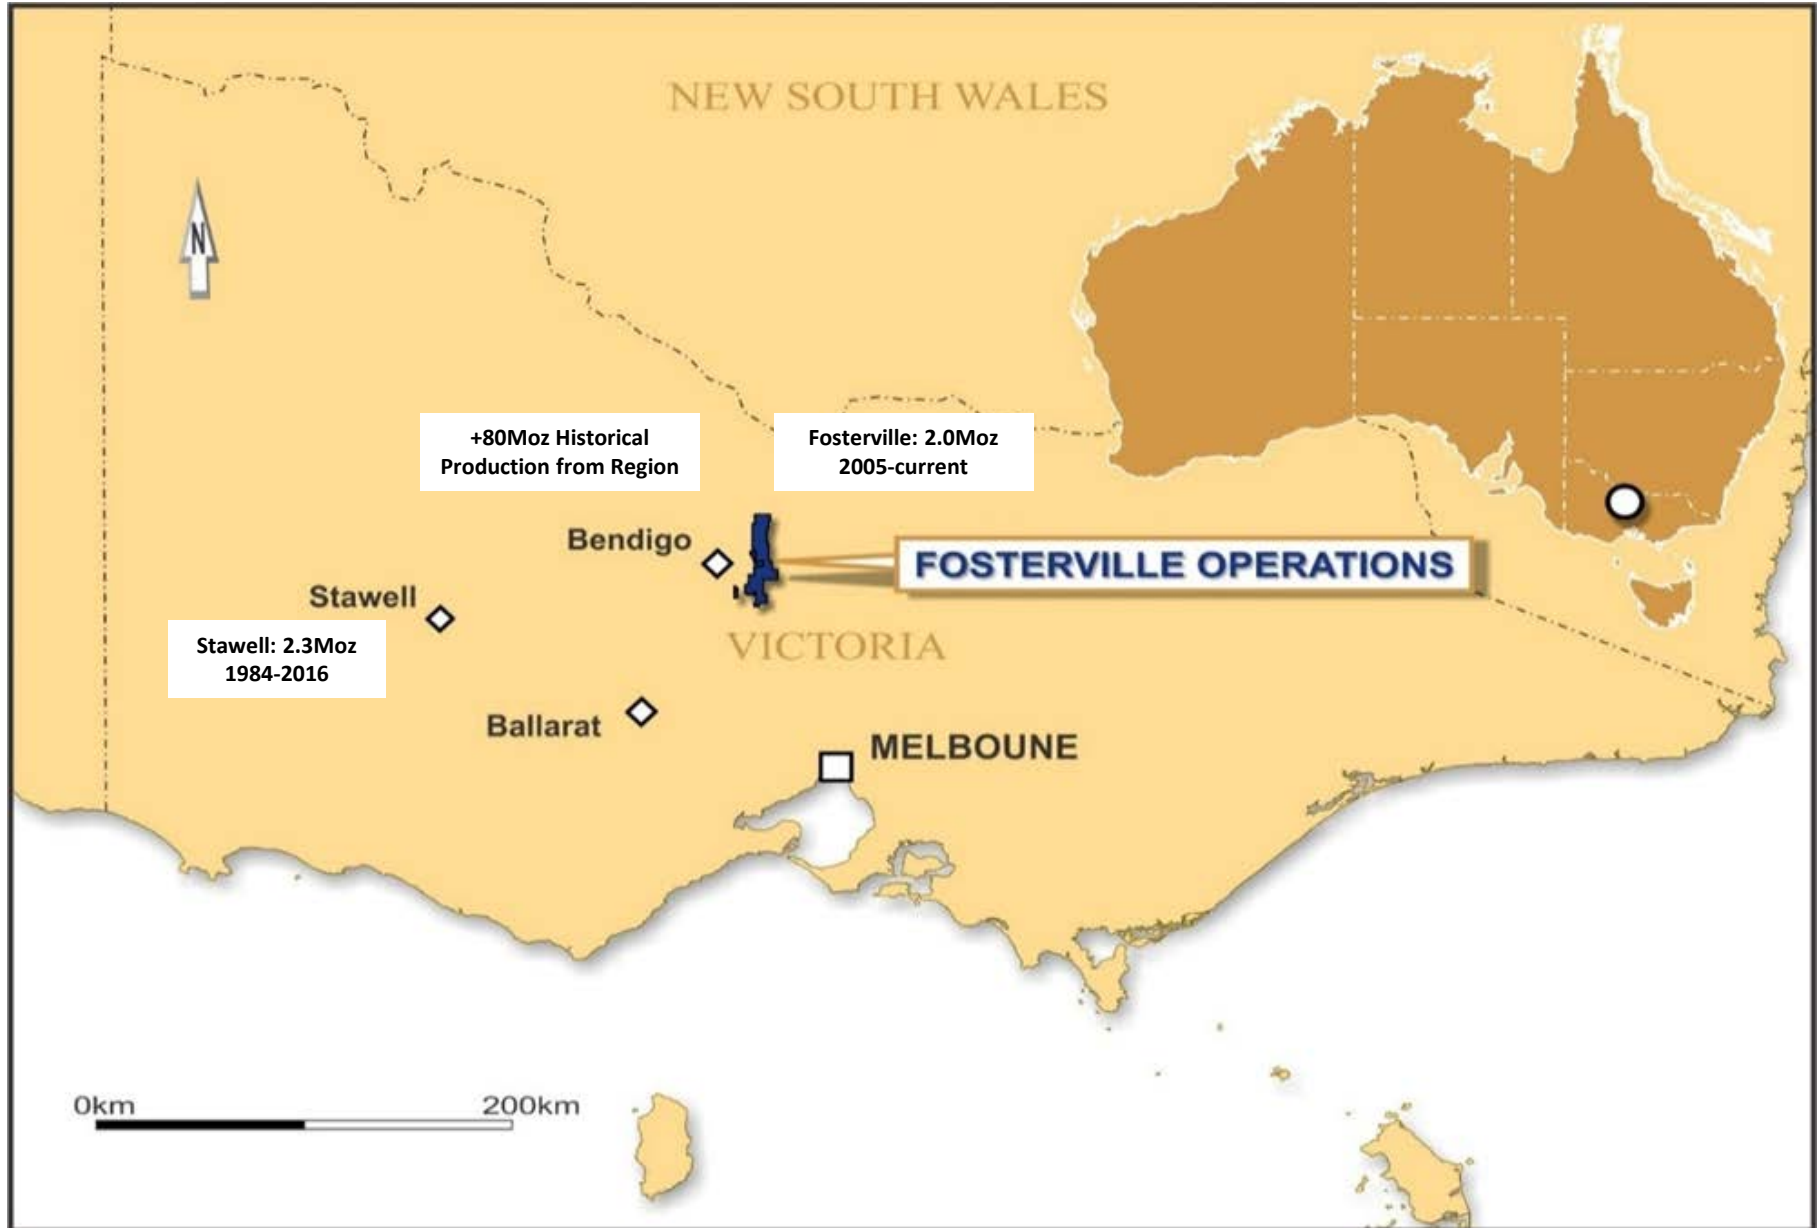 NEW SOUTH WALES
N
+80Moz Historical
Production from Region
Fosterville: 2.0Moz
2005-current
Bendigo
FOSTERVILLE OPERATIONS
Stawell
Stawell: 2.3Moz
1984-2016
VICTORIA
Ballarat
MELBOUNE
0km
200km